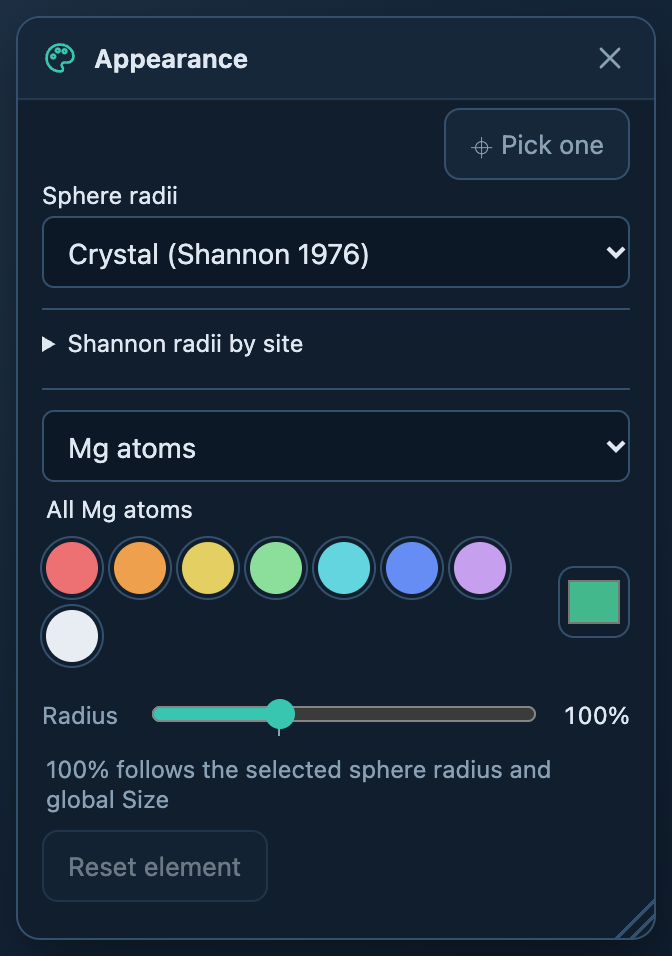 Appearance
Pick one
Sphere radii
Crystal (Shannon 1976)
Shannon radii by site
Mg atoms
All Mg atoms
Radius 100%
100% follows the selected sphere radius and
global Size
Reset element